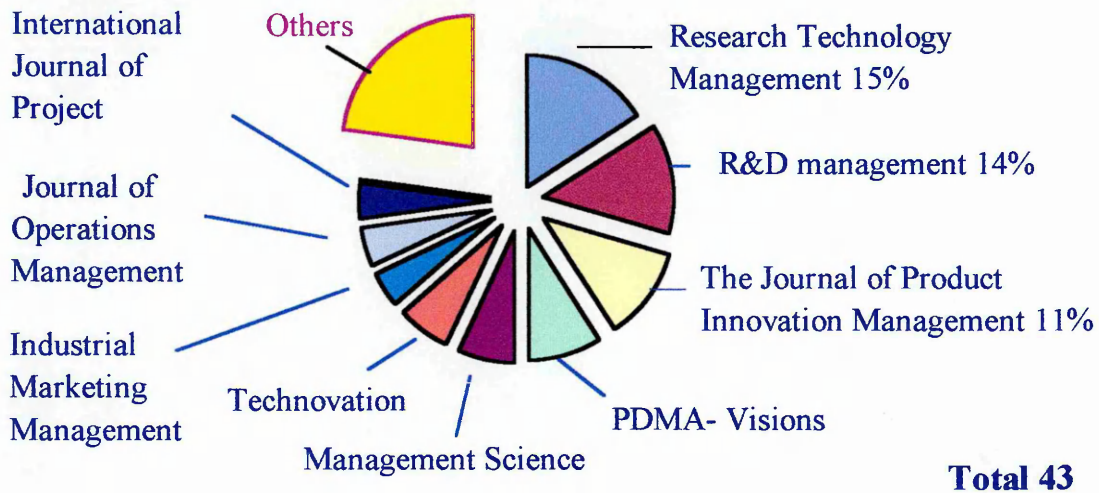 International
Journal of
Project
Others
Research Technology
Management 15%
R&D management 14%
The Journal of Product
Innovation Management 11%
PDMA- Visions
Management Science
Technovation
Industrial
Marketing
Management
Journal of
Operations
Management
Total 43